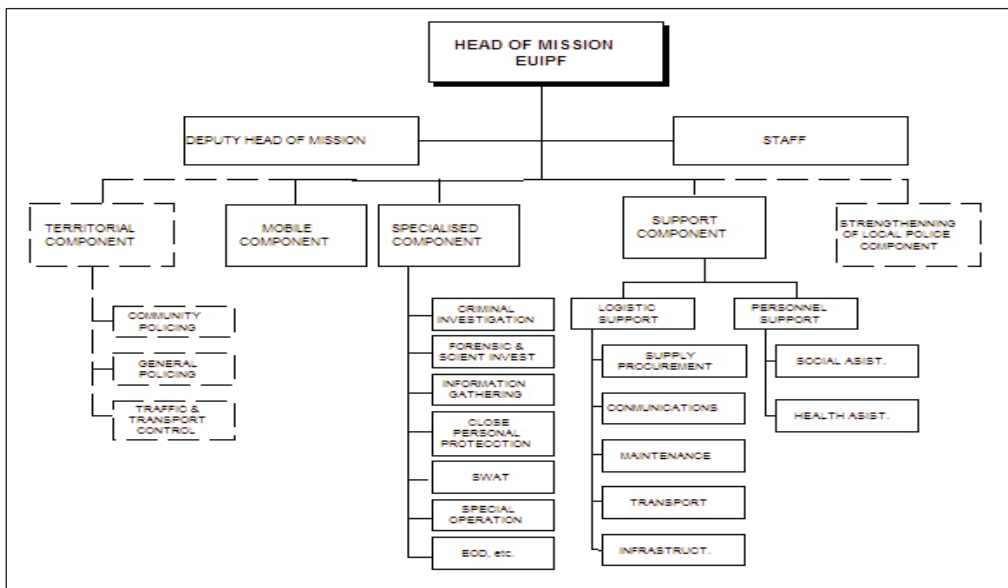 HEAD OF MISSION
EUIPF
DEPUTY HEAD OF MISSION
STAFF
TERRITORIAL
COMPONENT
MOBILE
COMPONENT
SPECIALISED
COMPONENT
SUPPORT
COMPONENT
STRENGTHENNING
OF LOCAL POLICE
COMPONENT
COMMUNITY
POLICING
GENERAL
POLICING
TRAFFIC &
TRANSPORT
CONTROL
CRIMINAL
INVESTIGATION
FORENSIC &
SCIENT INVEST
INFORMATION
GATHERING
CLOSE
PERSONAL
PROTECCTION
SWAT
SPECIAL
OPERATION
EOD, etc.
LOGISTIC
SUPPORT
SUPPLY
PROCUREMENT
CONMUNICATIONS
MAINTENANCE
TRANSPORT
INFRASTRUCT.
PERSONNEL
SUPPORT
SOCIAL ASIST.
HEALTH ASIST.